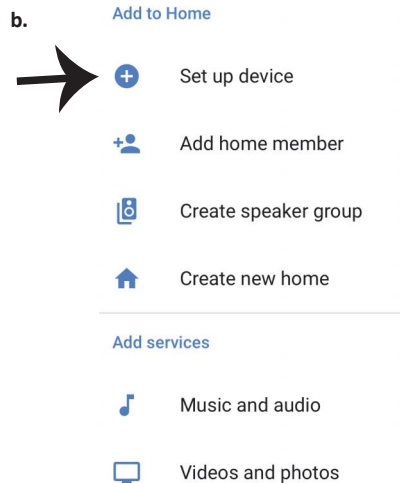 b.
Add to Home
Set up device
Add home member
Create speaker group
Create new home
Add services
Music and audio
Videos and photos